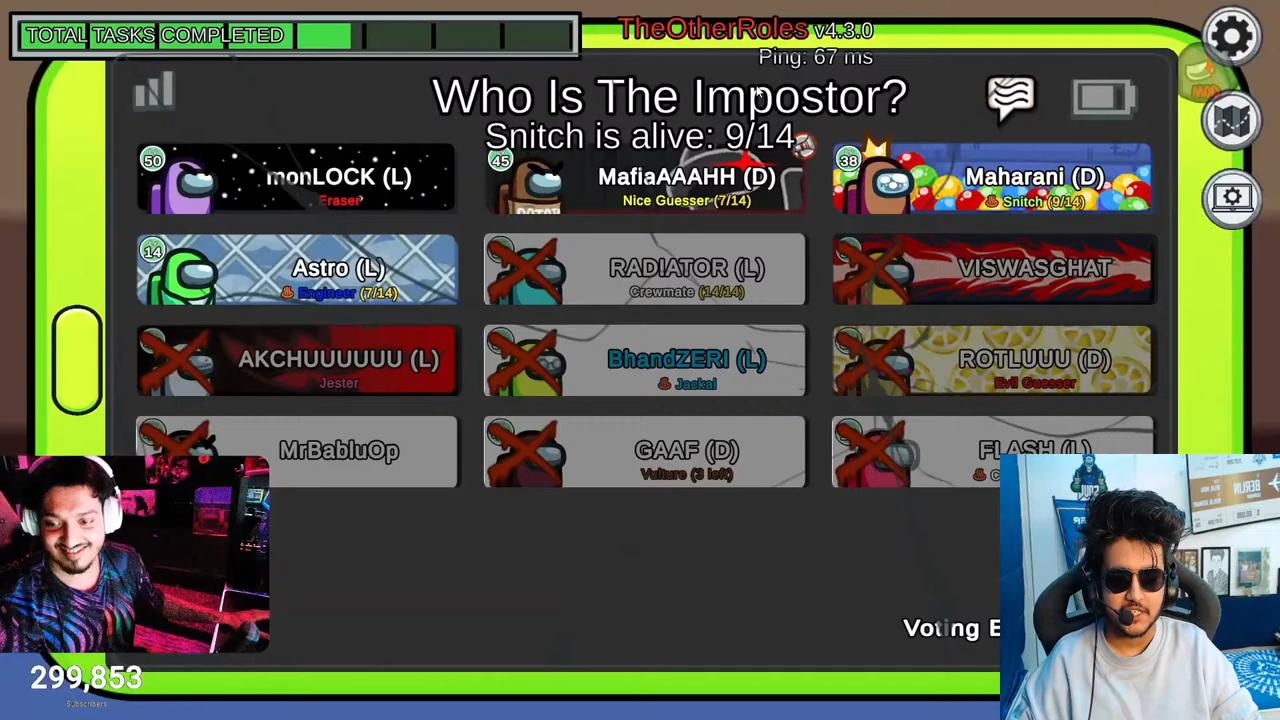 TOTAL TASKS COMPLETED
TheOtherRoles v4.3.0
Ping: 67 ms
Who Is The Impostor?
Snitch is alive: 9/14
50
monLOCK (L)
Eraser
45
MafiaAAAHH (D)
Nice Guesser (7/14)
38
Maharani (D)
Snitch (9/14)
14
Astro (L)
Engineer (7/14)
RADIATOR (L)
Crewmate (14/14)
VISWASGHAT
AKCHUUUUUU (L)
Jester
BhandZERI (L)
Jackal
ROTLUUU (D)
Evil Guesser
MrBabluOp
GAAF (D)
Vulture (3 left)
FLASH (L)
Voting E
299,853
Subscribers
BERLIN